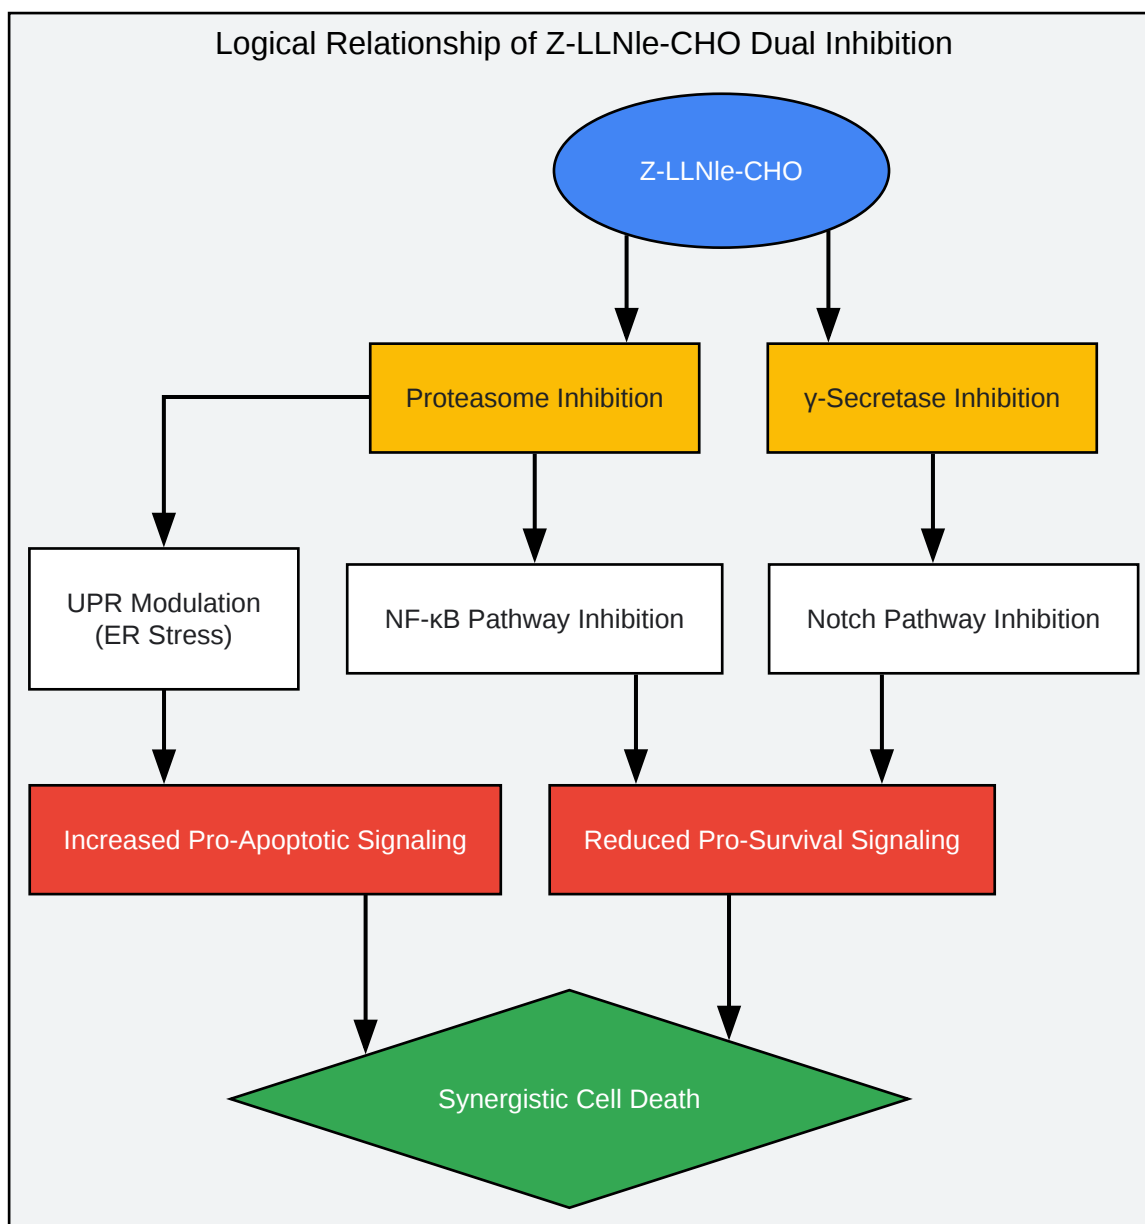 Logical Relationship of Z-LLNle-CHO Dual Inhibition
Z-LLNle-CHO
Proteasome Inhibition
γ-Secretase Inhibition
UPR Modulation
(ER Stress)
NF-κB Pathway Inhibition
Notch Pathway Inhibition
Increased Pro-Apoptotic Signaling
Reduced Pro-Survival Signaling
Synergistic Cell Death